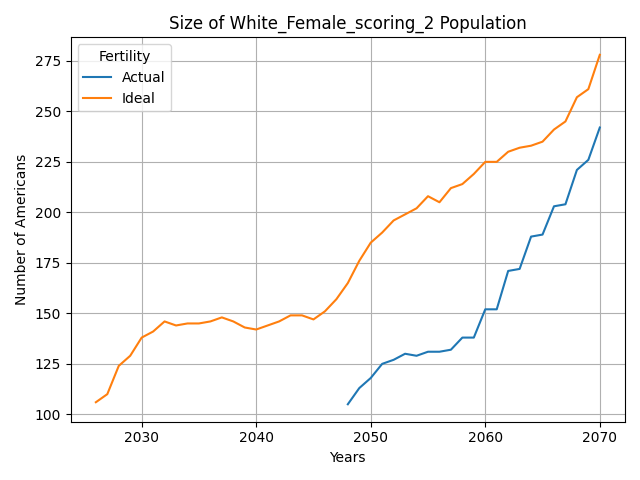 Size of White_Female_scoring_2 Population
Fertility
Actual
Ideal
Number of Americans
275
250
225
200
175
150
125
100
2030
2040
2050
2060
2070
Years